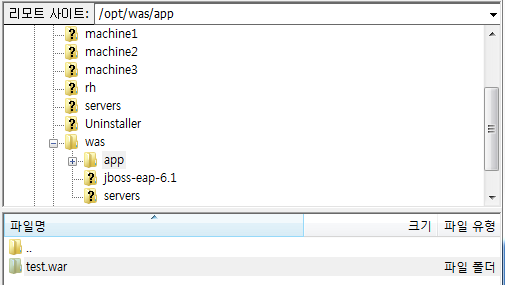 리모트 사이트: /opt/was/app
machine1
machine2
machine3
rh
servers
Uninstaller
was
app
jboss-eap-6.1
servers
파일명 크기 파일 유형
..
test.war 파일 폴더